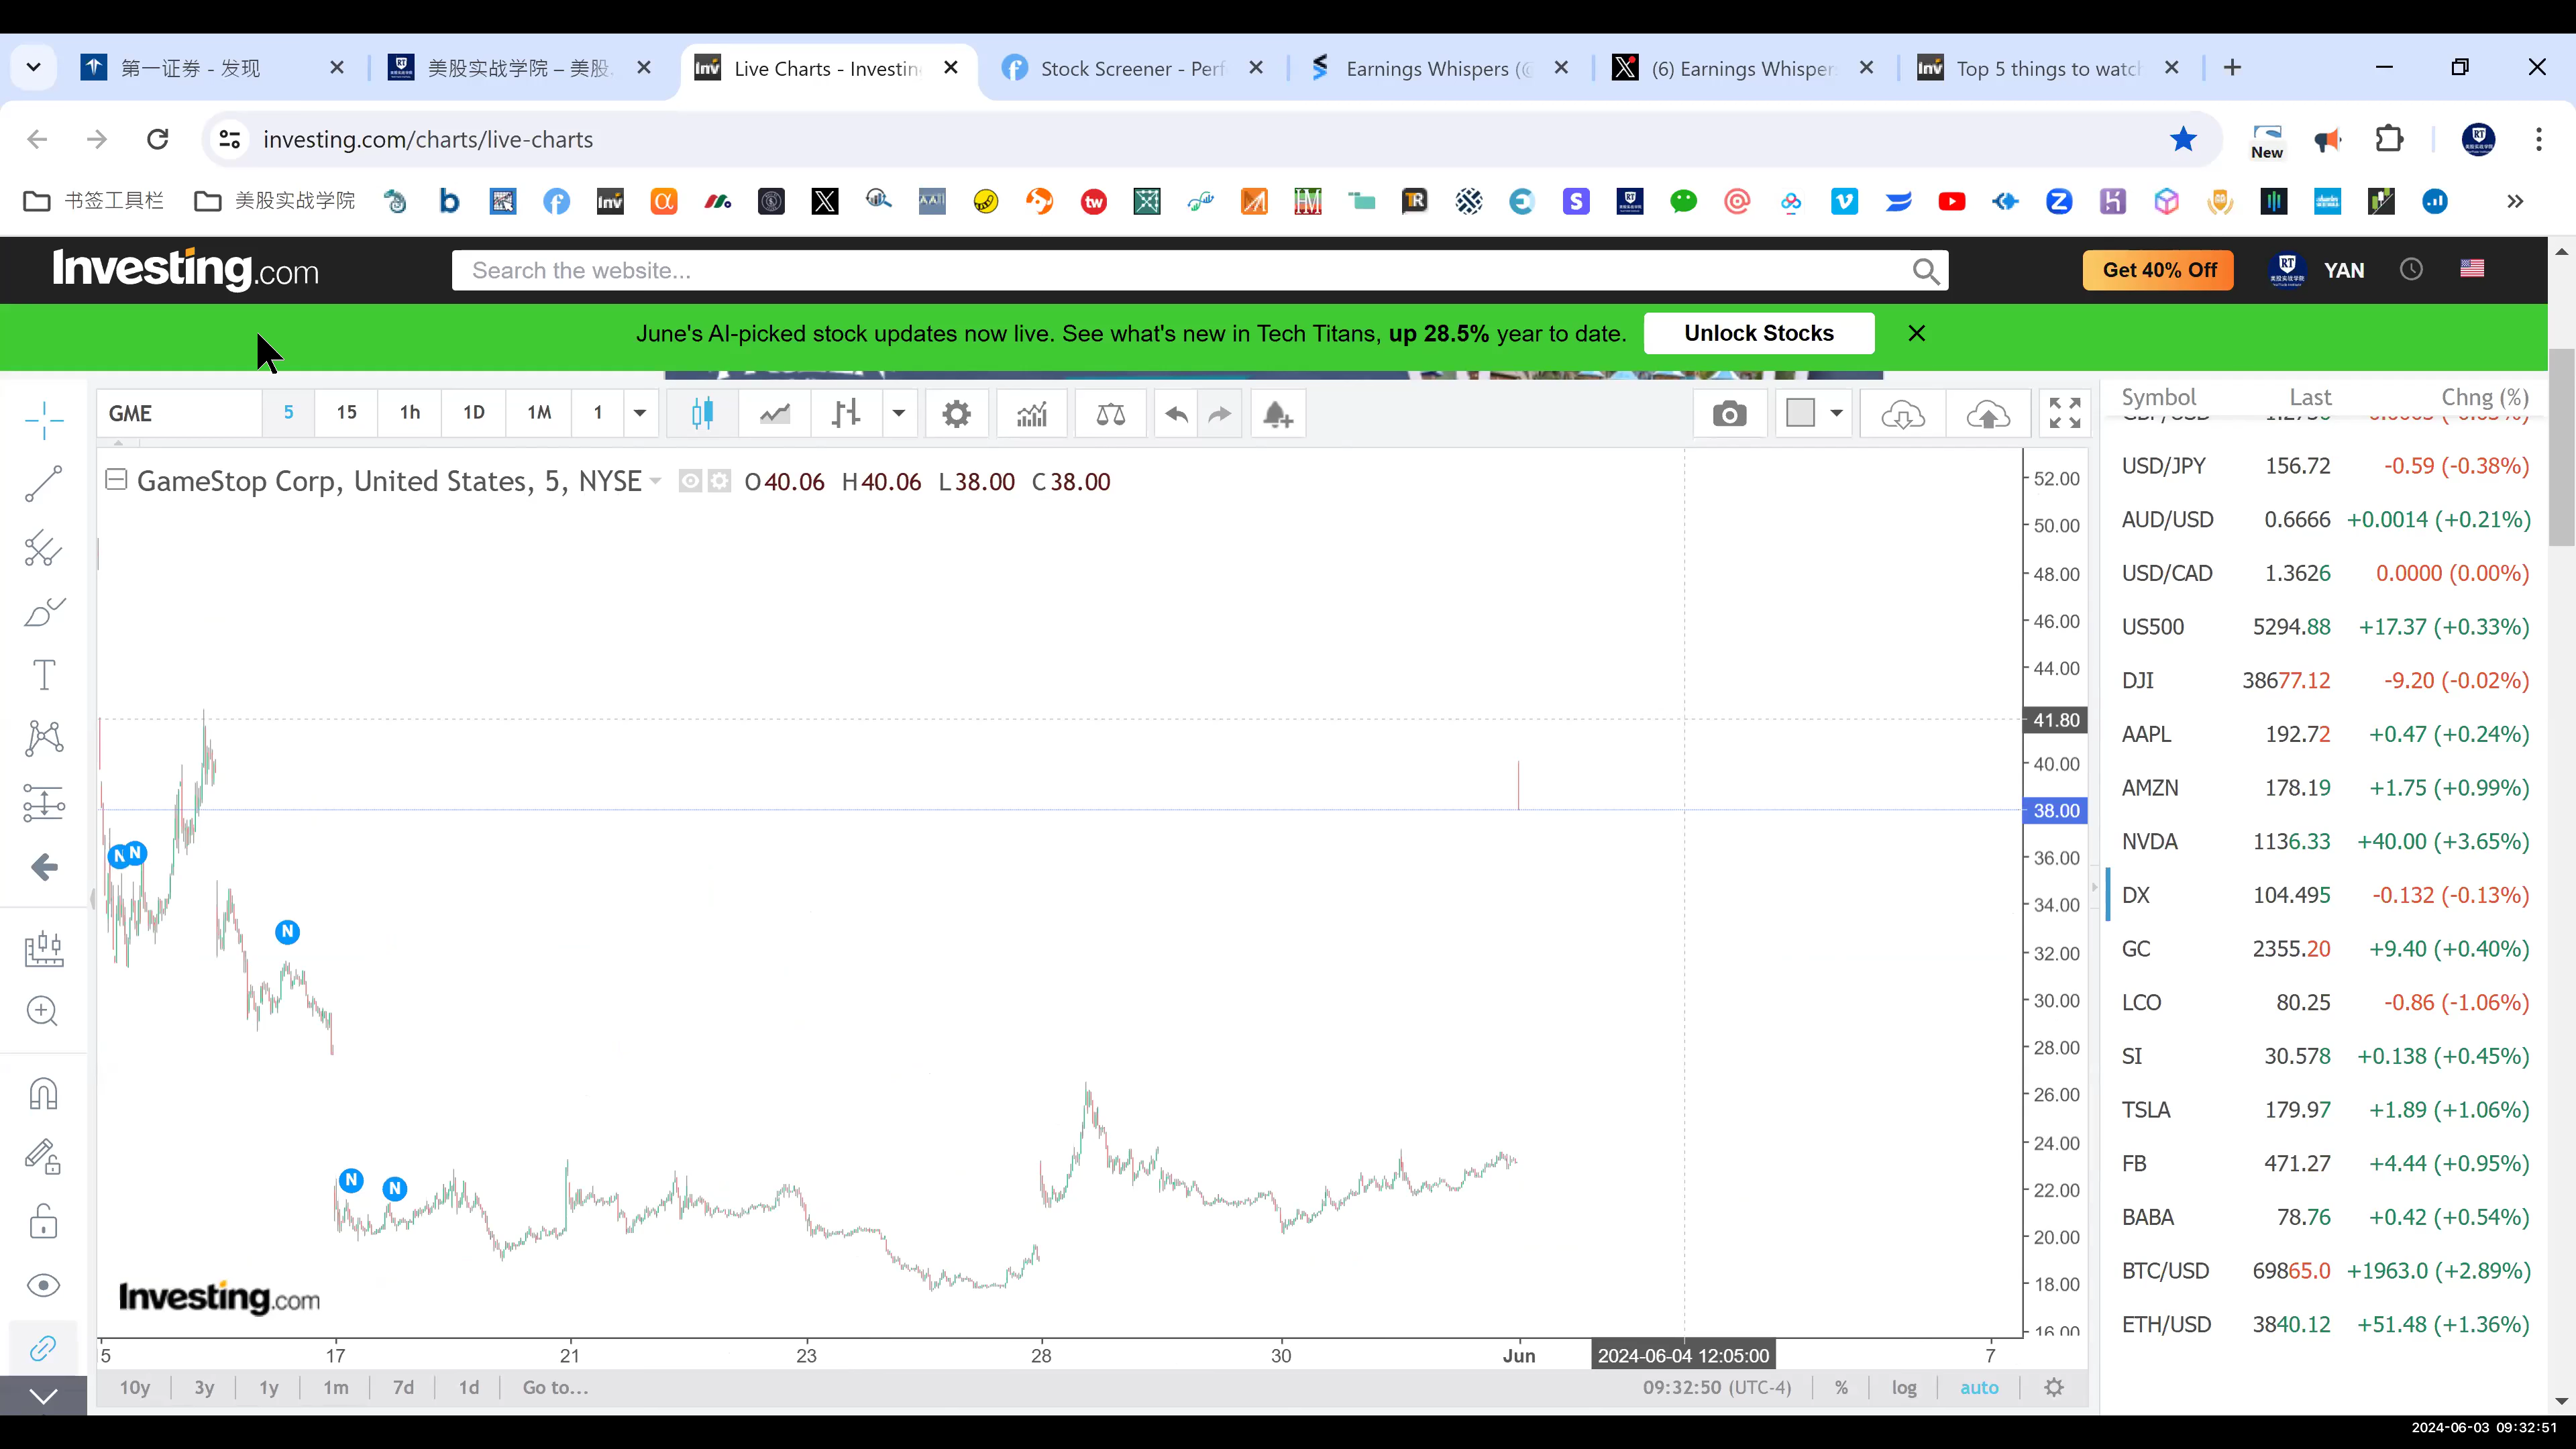 第一证券 - 发现
美股实战学院 – 美股
Live Charts - Investin
Stock Screener - Perf
Earnings Whispers (@
(6) Earnings Whisper
Top 5 things to watc
investing.com/charts/live-charts
New
书签工具栏
美股实战学院
Investing.com
Search the website...
Get 40% Off
YAN
June's AI-picked stock updates now live. See what's new in Tech Titans, up 28.5% year to date.
Unlock Stocks
GME
5
15
1h
1D
1M
1
GameStop Corp, United States, 5, NYSE
O40.06 H40.06 L38.00 C38.00
52.00
50.00
48.00
46.00
44.00
41.80
40.00
38.00
36.00
34.00
32.00
30.00
28.00
26.00
24.00
22.00
20.00
18.00
16.00
N
N
N
N
N
Investing.com
5
17
21
23
28
30
Jun
2024-06-04 12:05:00
7
10y
3y
1y
1m
7d
1d
Go to...
09:32:50 (UTC-4)
%
log
auto
Symbol Last Chng (%)
USD/JPY 156.72 -0.59 (-0.38%)
AUD/USD 0.6666 +0.0014 (+0.21%)
USD/CAD 1.3626 0.0000 (0.00%)
US500 5294.88 +17.37 (+0.33%)
DJI 38677.12 -9.20 (-0.02%)
AAPL 192.72 +0.47 (+0.24%)
AMZN 178.19 +1.75 (+0.99%)
NVDA 1136.33 +40.00 (+3.65%)
DX 104.495 -0.132 (-0.13%)
GC 2355.20 +9.40 (+0.40%)
LCO 80.25 -0.86 (-1.06%)
SI 30.578 +0.138 (+0.45%)
TSLA 179.97 +1.89 (+1.06%)
FB 471.27 +4.44 (+0.95%)
BABA 78.76 +0.42 (+0.54%)
BTC/USD 69865.0 +1963.0 (+2.89%)
ETH/USD 3840.12 +51.48 (+1.36%)
2024-06-03 09:32:51